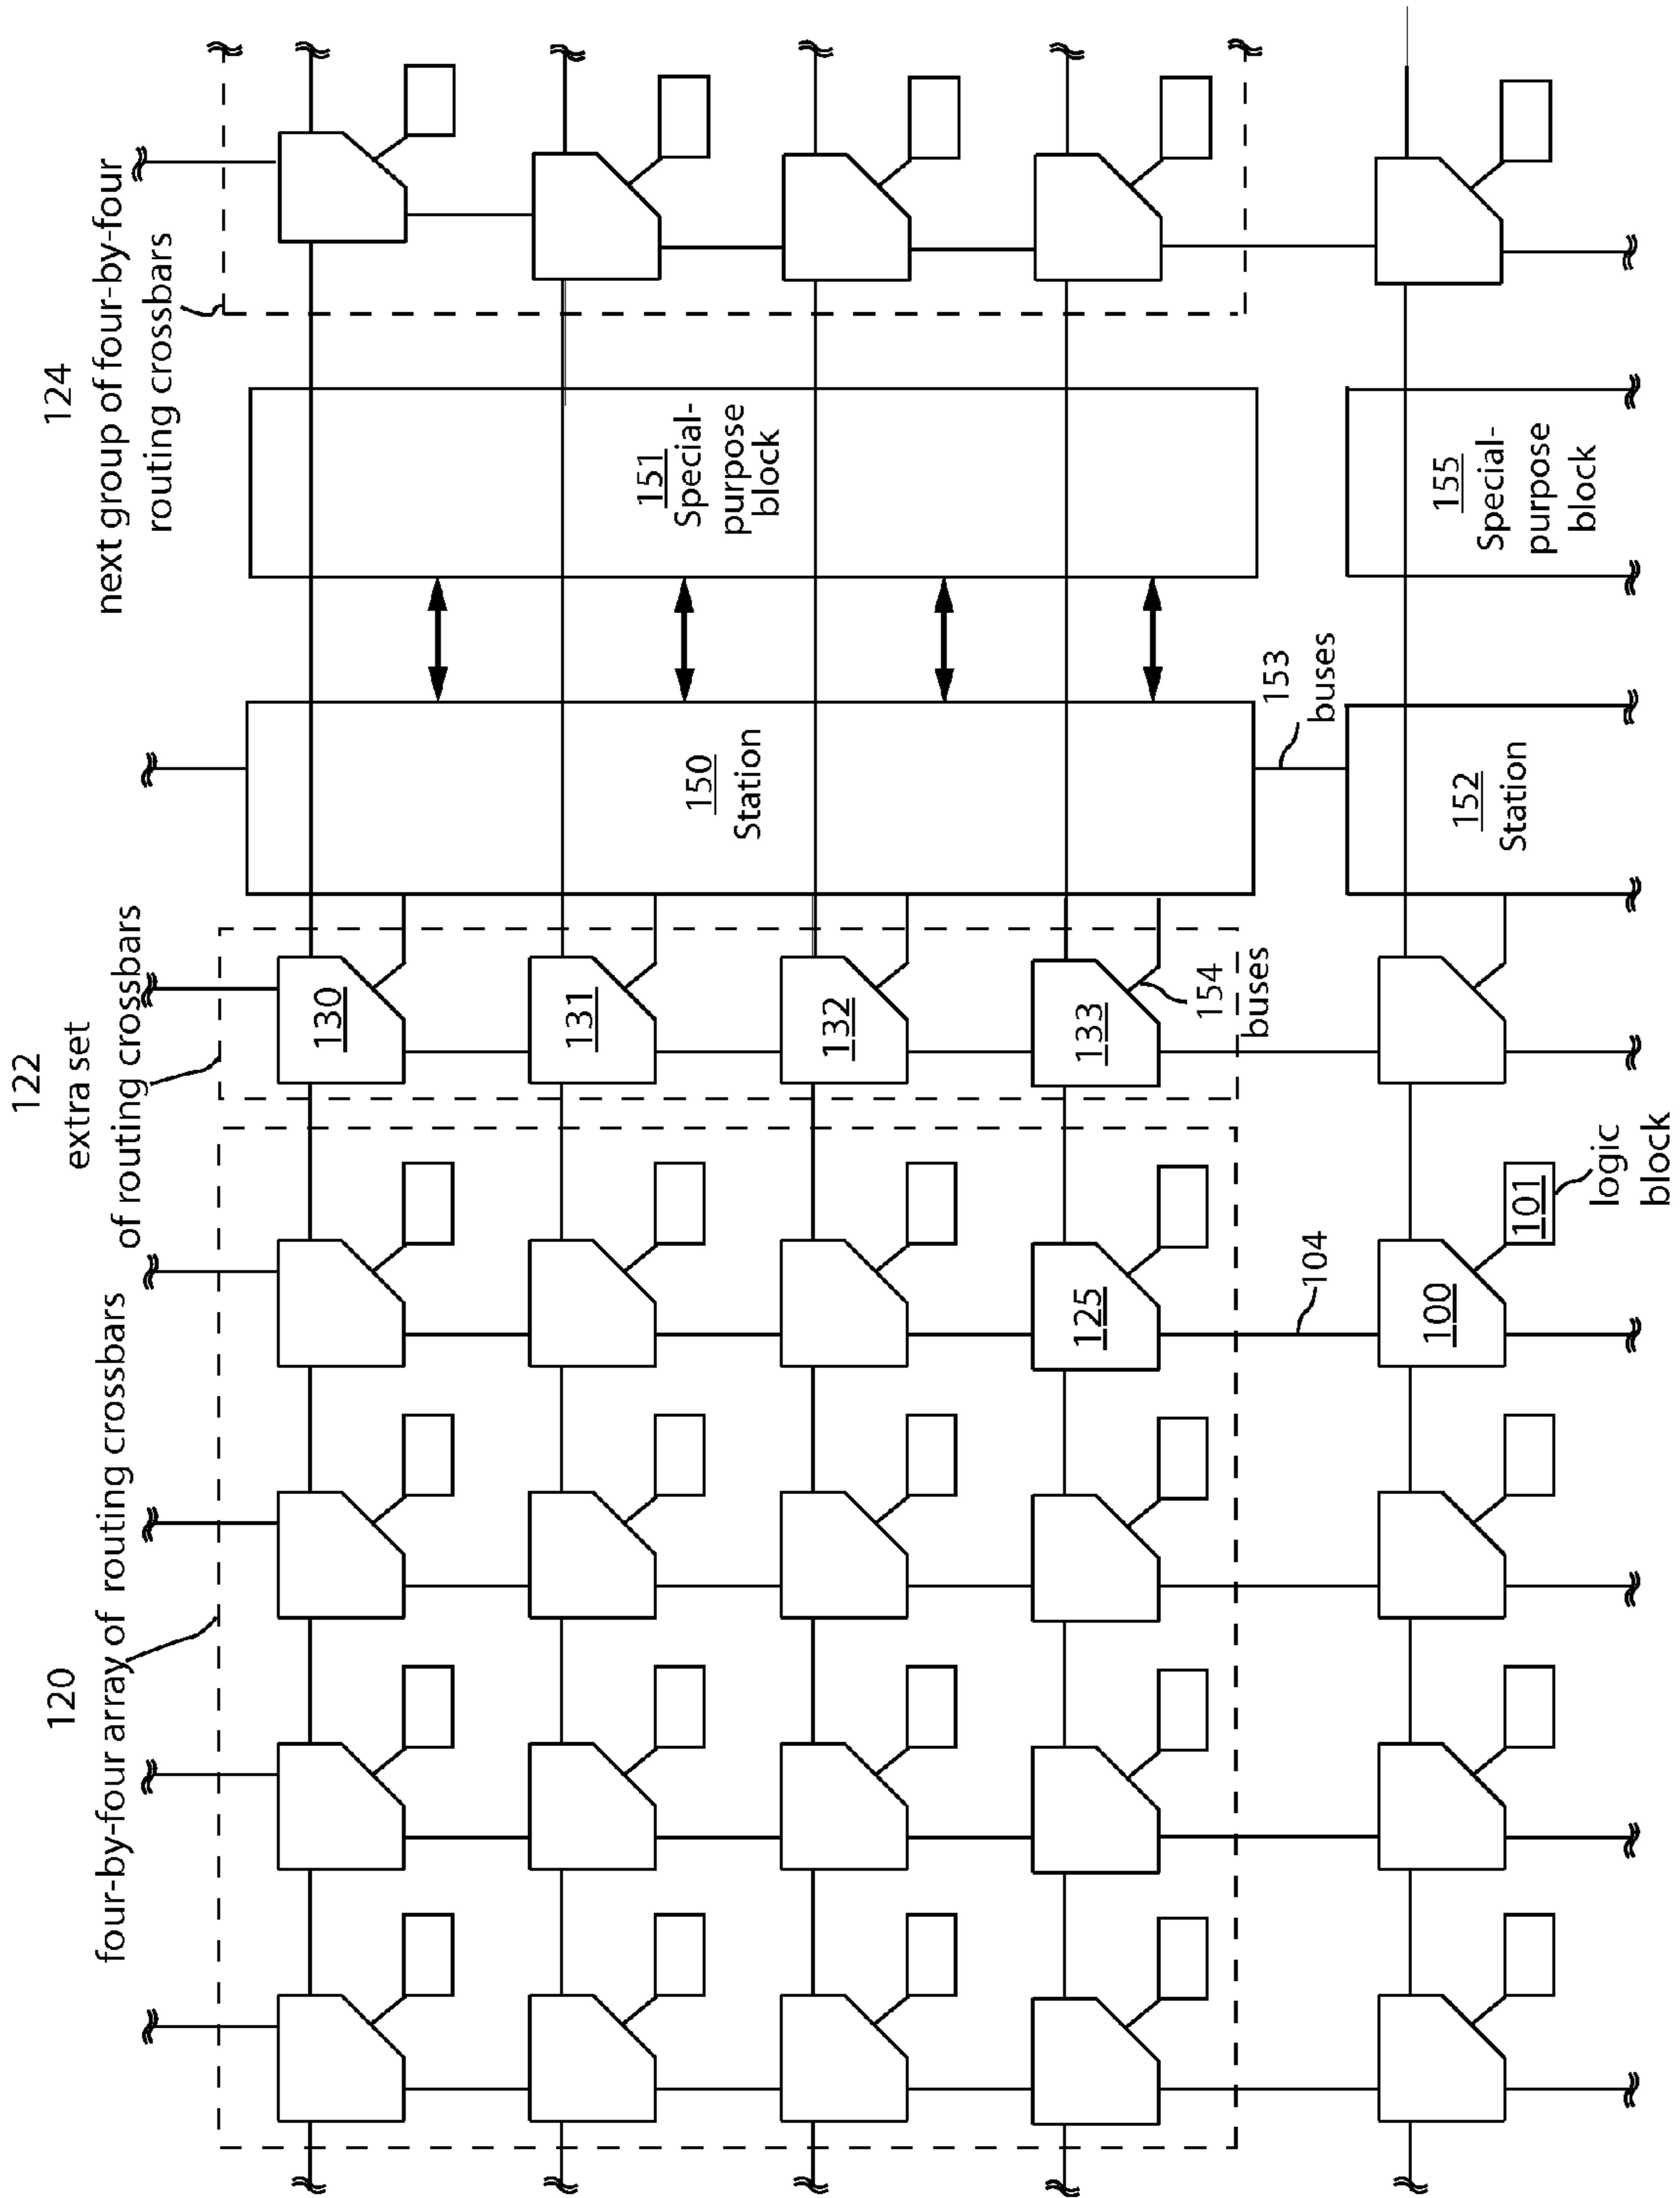 120
four-by-four array of routing crossbars
122
extra set
of routing crossbars
124
next group of four-by-four
routing crossbars
130
131
132
133
154
buses
125
104
100
101
logic
block
150
Station
151
Special-
purpose
block
153
buses
152
Station
155
Special-
purpose
block